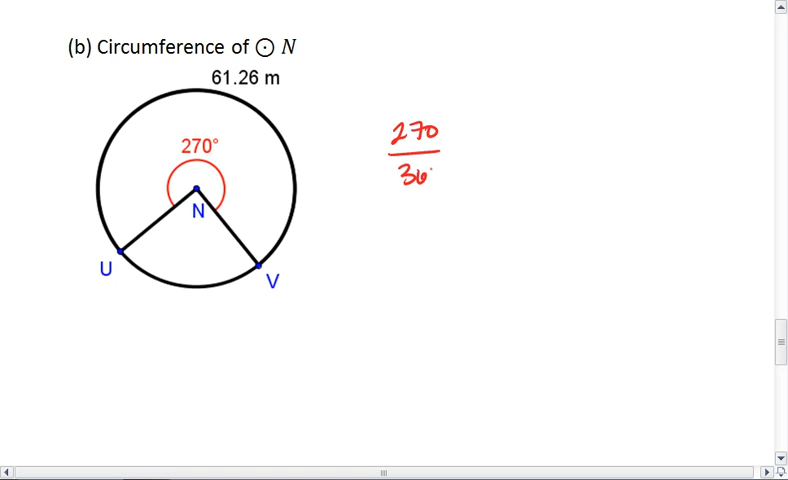 (b) Circumference of ⊙ N
61.26 m
270°
N
U
V
270
36